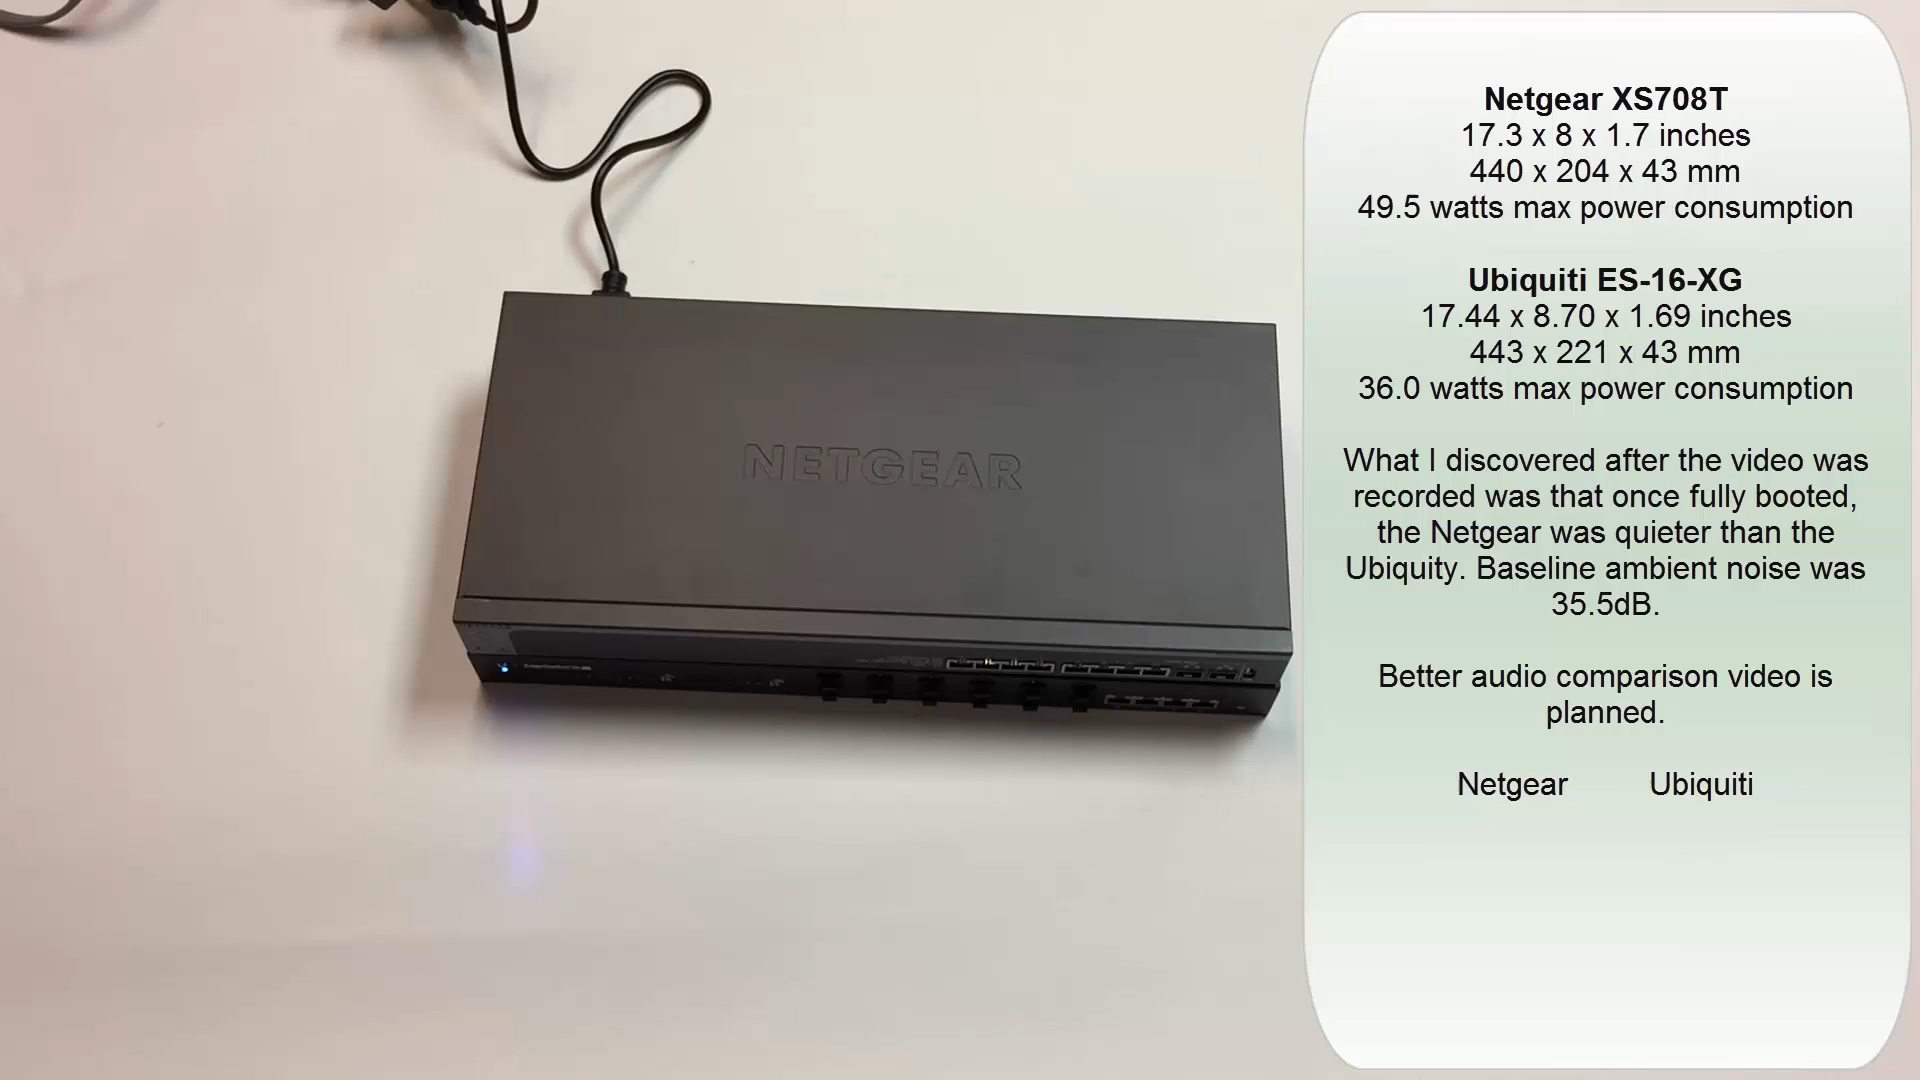 NETGEAR
Netgear XS708T
17.3 x 8 x 1.7 inches
440 x 204 x 43 mm
49.5 watts max power consumption
Ubiquiti ES-16-XG
17.44 x 8.70 x 1.69 inches
443 x 221 x 43 mm
36.0 watts max power consumption
What I discovered after the video was
recorded was that once fully booted,
the Netgear was quieter than the
Ubiquity. Baseline ambient noise was
35.5dB.
Better audio comparison video is
planned.
Netgear Ubiquiti